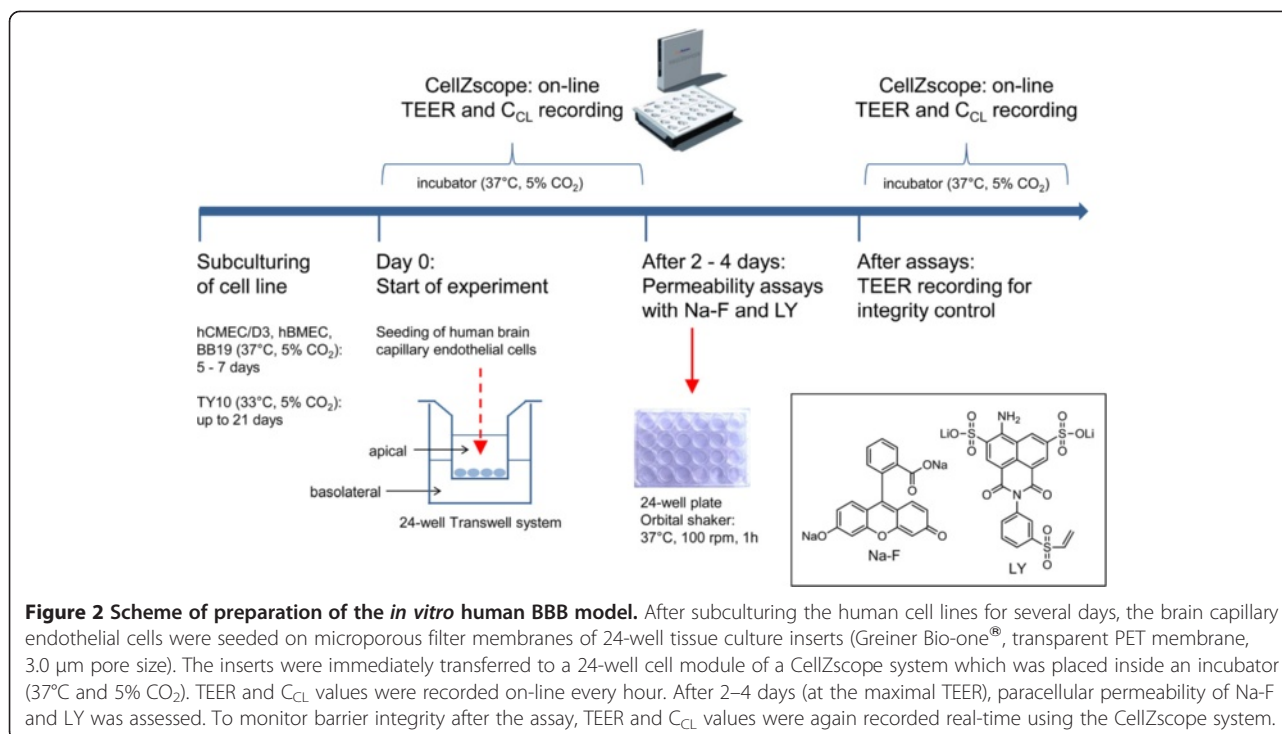 CellZscope: on-line
TEER and CCL recording
CellZscope: on-line
TEER and CCL recording
incubator (37°C, 5% CO2)
incubator (37°C, 5% CO2)
Subculturing
of cell line
hCMEC/D3, hBMEC,
BB19 (37°C, 5% CO2):
5 - 7 days
TY10 (33°C, 5% CO2):
up to 21 days
Day 0:
Start of experiment
Seeding of human brain
capillary endothelial cells
apical
basolateral
24-well Transwell system
After 2 - 4 days:
Permeability assays
with Na-F and LY
24-well plate
Orbital shaker:
37°C, 100 rpm, 1h
After assays:
TEER recording for
integrity control
ONa
O
NaO
O
O
Na-F
O
NH2
O
LiO
S
S
OLi
O
O
O
N
O
S
O
O
LY
Figure 2 Scheme of preparation of the in vitro human BBB model. After subculturing the human cell lines for several days, the brain capillary
endothelial cells were seeded on microporous filter membranes of 24-well tissue culture inserts (Greiner Bio-one®, transparent PET membrane,
3.0 μm pore size). The inserts were immediately transferred to a 24-well cell module of a CellZscope system which was placed inside an incubator
(37°C and 5% CO2). TEER and CCL values were recorded on-line every hour. After 2–4 days (at the maximal TEER), paracellular permeability of Na-F
and LY was assessed. To monitor barrier integrity after the assay, TEER and CCL values were again recorded real-time using the CellZscope system.